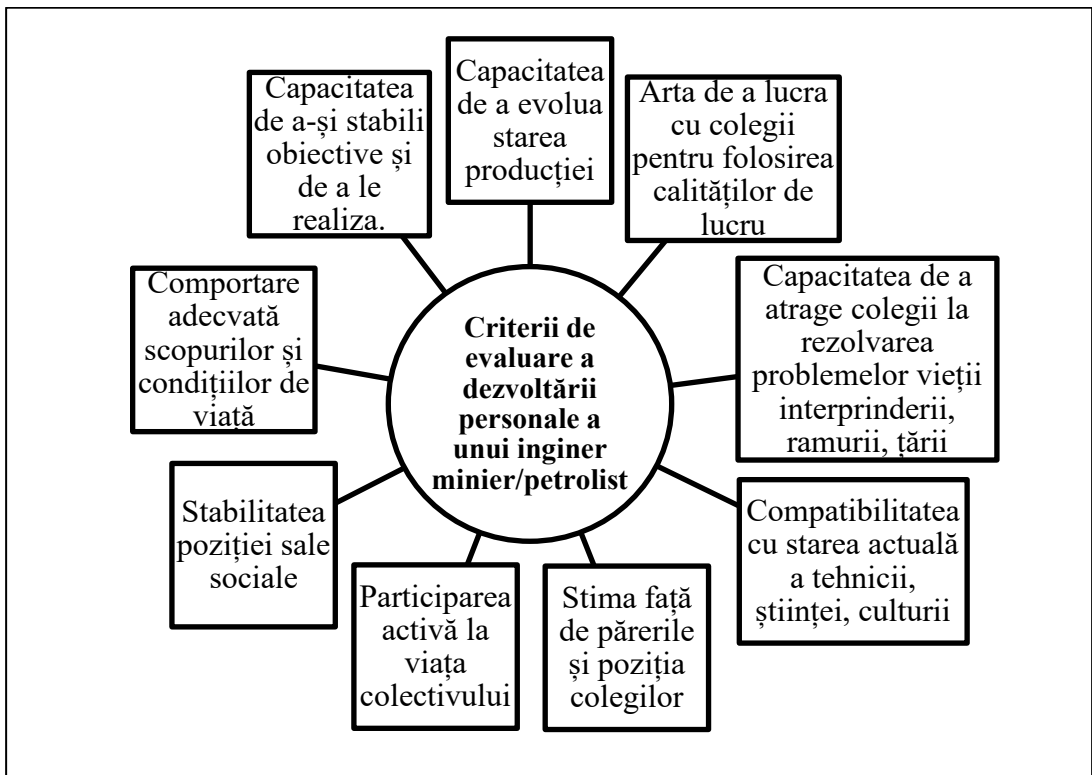 Capacitatea
de a evolua
starea
producției
Arta de a lucra
cu colegii
pentru folosirea
calităților de
lucru
Capacitatea de a
atrage colegii la
rezolvarea
problemelor vieții
interprinderii,
ramurii, țării
Compatibilitatea
cu starea actuală
a tehnicii,
științei, culturii
Stima față
de părerile
și poziția
colegilor
Participarea
activă la
viața
colectivului
Stabilitatea
poziției sale
sociale
Comportare
adecvată
scopurilor și
condițiilor de
viață
Capacitatea
de a-și stabili
obiective și
de a le
realiza.
Criterii de
evaluare a
dezvoltării
personale a
unui inginer
minier/petrolist